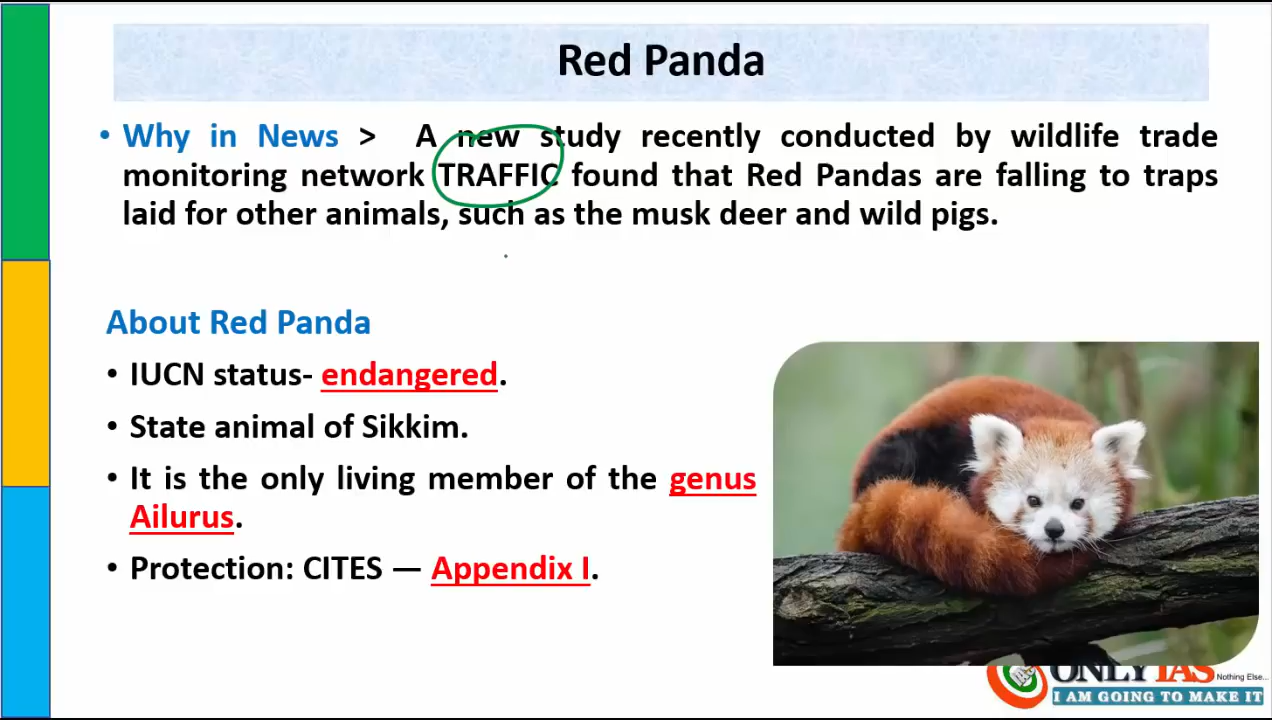 Red Panda
• Why in News > A new study recently conducted by wildlife trade
monitoring network TRAFFIC found that Red Pandas are falling to traps
laid for other animals, such as the musk deer and wild pigs.
About Red Panda
• IUCN status- endangered.
• State animal of Sikkim.
• It is the only living member of the genus
Ailurus.
• Protection: CITES — Appendix I.
ONLY IAS
Nothing Else...
I AM GOING TO MAKE IT